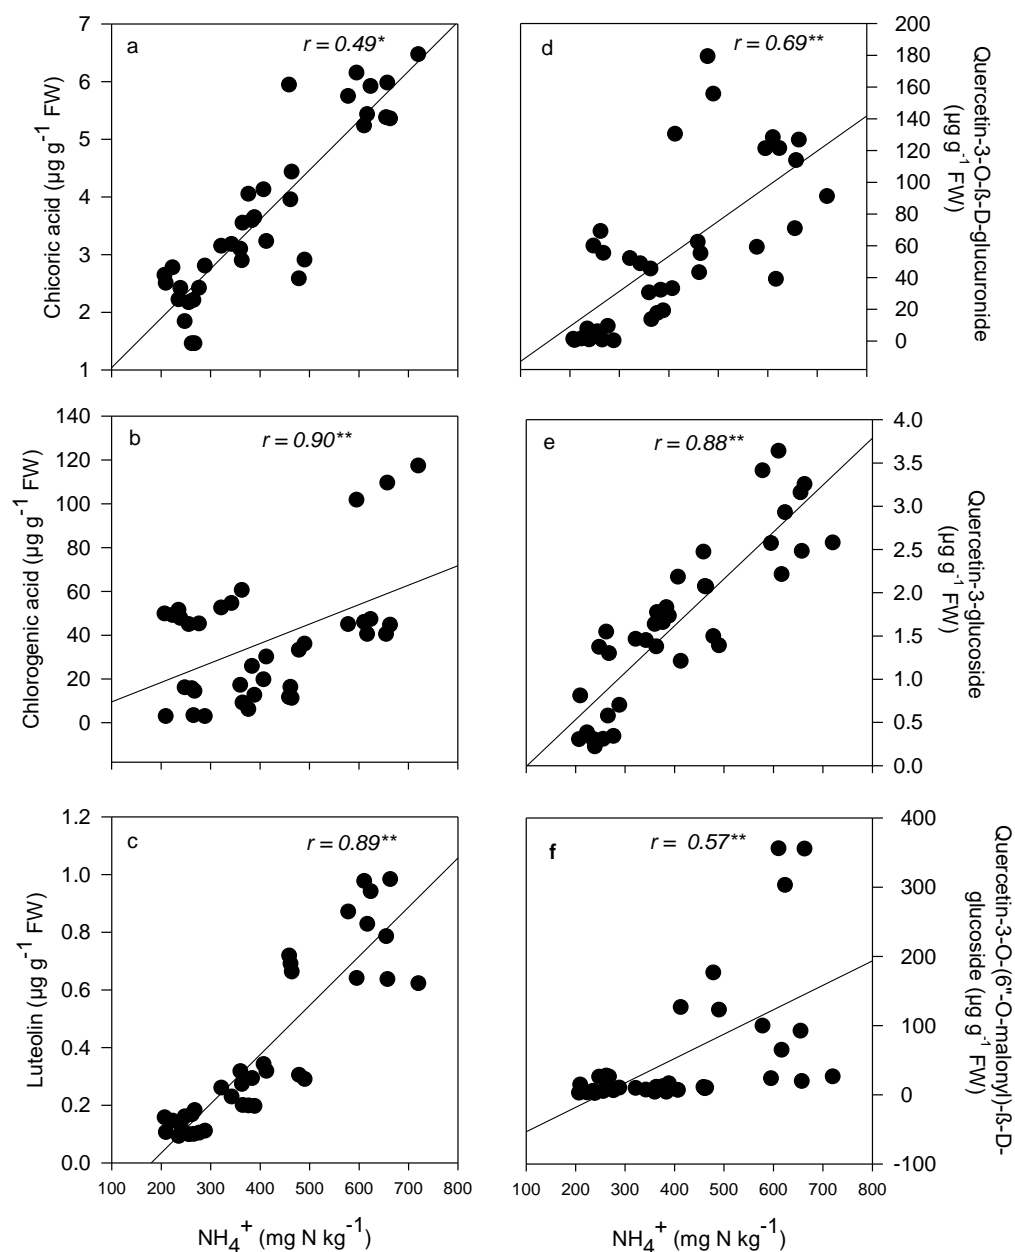 a
r = 0.49*
7
6
5
4
3
2
1
Chicoric acid (µg g-1 FW)
d
r = 0.69**
200
180
160
140
120
100
80
60
40
20
0
Quercetin-3-O-ß-D-glucuronide
(µg g-1 FW)
b
r = 0.90**
140
120
100
80
60
40
20
0
Chlorogenic acid (µg g-1 FW)
e
r = 0.88**
4.0
3.5
3.0
2.5
2.0
1.5
1.0
0.5
0.0
Quercetin-3-glucoside
(µg g-1 FW)
c
r = 0.89**
1.2
1.0
0.8
0.6
0.4
0.2
0.0
Luteolin (µg g-1 FW)
100 200 300 400 500 600 700 800
NH4+ (mg N kg-1)
f
r = 0.57**
400
300
200
100
0
-100
Quercetin-3-O-(6"-O-malonyl)-ß-D-
glucoside (µg g-1 FW)
100 200 300 400 500 600 700 800
NH4+ (mg N kg-1)